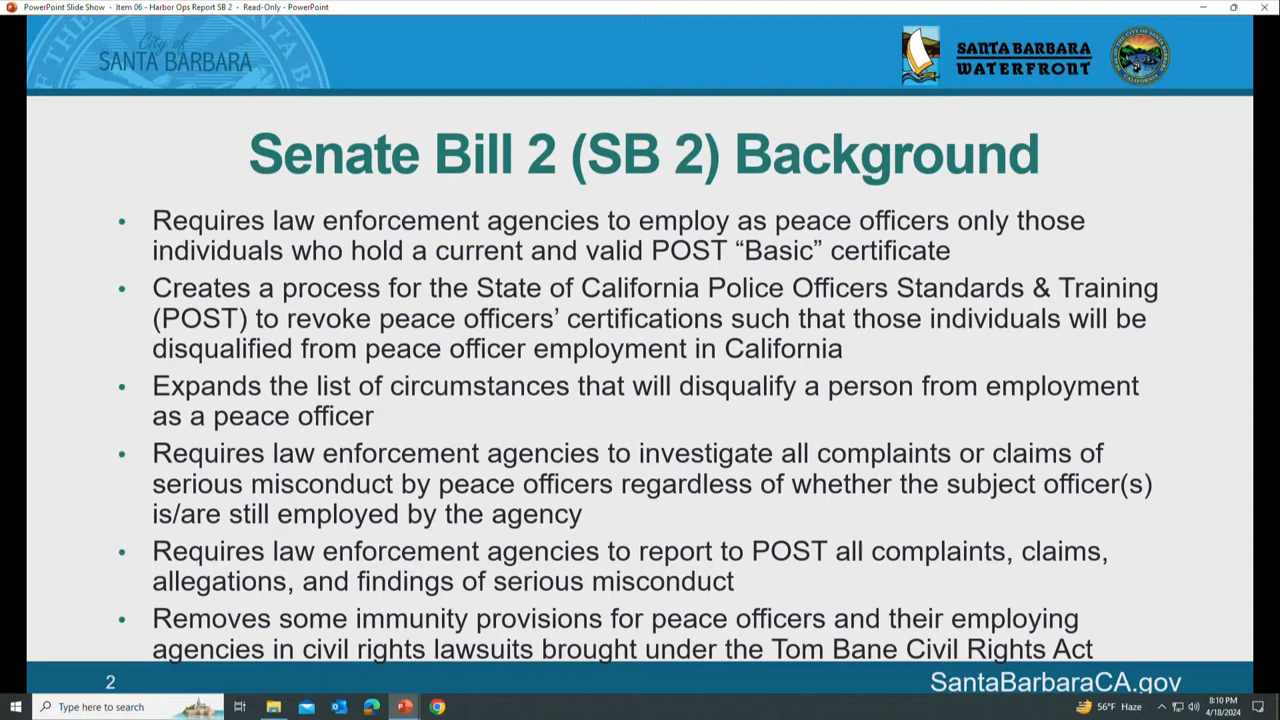 PowerPoint Slide Show - Item 06 - Harbor Ops Report SB 2 - Read-Only - PowerPoint
City of
SANTA BARBARA
SANTA BARBARA
WATERFRONT
Senate Bill 2 (SB 2) Background
• Requires law enforcement agencies to employ as peace officers only those
individuals who hold a current and valid POST “Basic” certificate
• Creates a process for the State of California Police Officers Standards & Training
(POST) to revoke peace officers’ certifications such that those individuals will be
disqualified from peace officer employment in California
• Expands the list of circumstances that will disqualify a person from employment
as a peace officer
• Requires law enforcement agencies to investigate all complaints or claims of
serious misconduct by peace officers regardless of whether the subject officer(s)
is/are still employed by the agency
• Requires law enforcement agencies to report to POST all complaints, claims,
allegations, and findings of serious misconduct
• Removes some immunity provisions for peace officers and their employing
agencies in civil rights lawsuits brought under the Tom Bane Civil Rights Act
2
SantaBarbaraCA.gov
Type here to search
56°F Haze
8:10 PM
4/18/2024